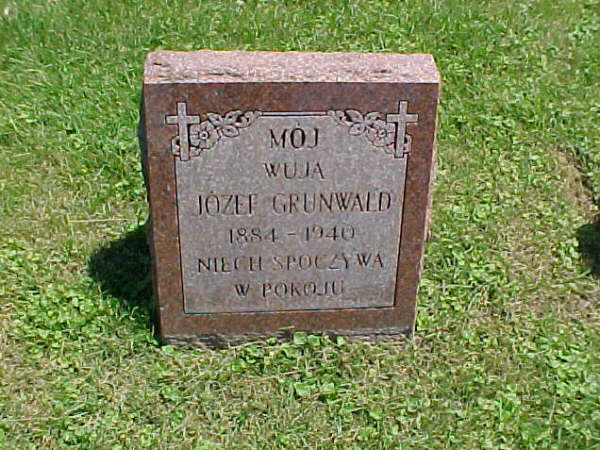 MÓJ
WUJA
JÓZEF GRUNWALD
1884 - 1940
NIECH SPOCZYWA
W POKOJU